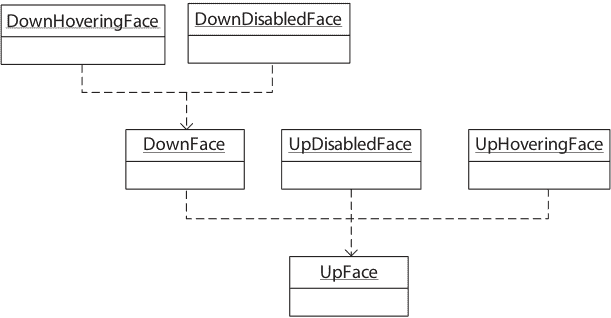 DownHoveringFace
DownDisabledFace
DownFace
UpDisabledFace
UpHoveringFace
UpFace